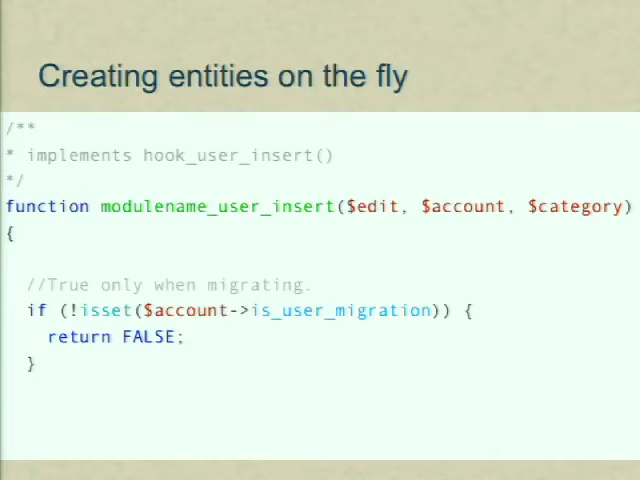 Creating entities on the fly
/**
* implements hook_user_insert()
*/
function modulename_user_insert($edit, $account, $category)
{
//True only when migrating.
if (!isset($account->is_user_migration)) {
return FALSE;
}